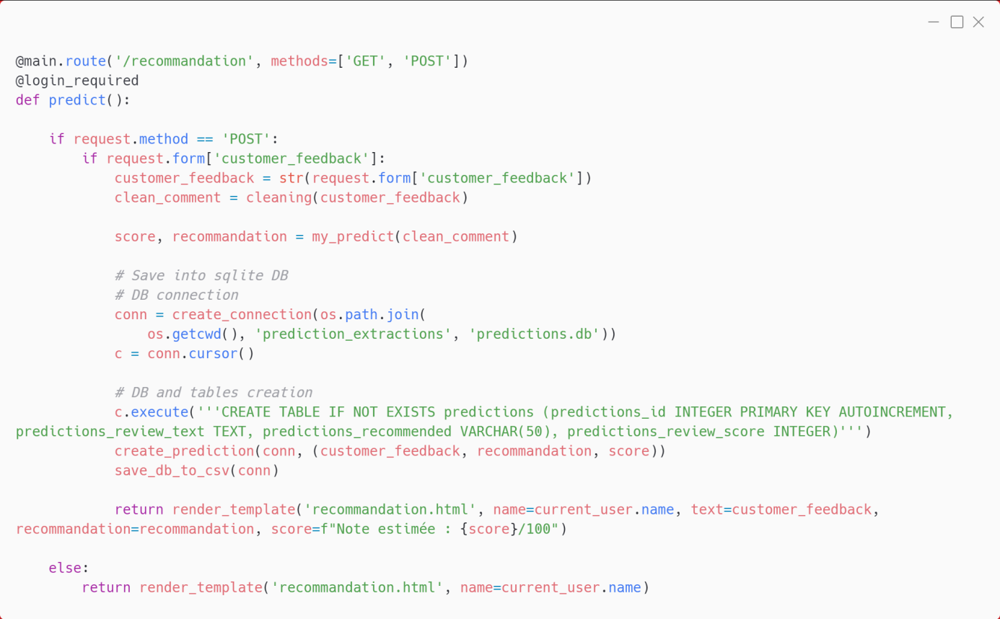 @main.route('/recommandation', methods=['GET', 'POST'])
@login_required
def predict():

    if request.method == 'POST':
        if request.form['customer_feedback']:
            customer_feedback = str(request.form['customer_feedback'])
            clean_comment = cleaning(customer_feedback)

            score, recommandation = my_predict(clean_comment)

            # Save into sqlite DB
            # DB connection
            conn = create_connection(os.path.join(
                os.getcwd(), 'prediction_extractions', 'predictions.db'))
            c = conn.cursor()

            # DB and tables creation
            c.execute('''CREATE TABLE IF NOT EXISTS predictions (predictions_id INTEGER PRIMARY KEY AUTOINCREMENT,
predictions_review_text TEXT, predictions_recommended VARCHAR(50), predictions_review_score INTEGER)''')
            create_prediction(conn, (customer_feedback, recommandation, score))
            save_db_to_csv(conn)

            return render_template('recommandation.html', name=current_user.name, text=customer_feedback,
recommandation=recommandation, score=f"Note estimée : {score}/100")

    else:
        return render_template('recommandation.html', name=current_user.name)